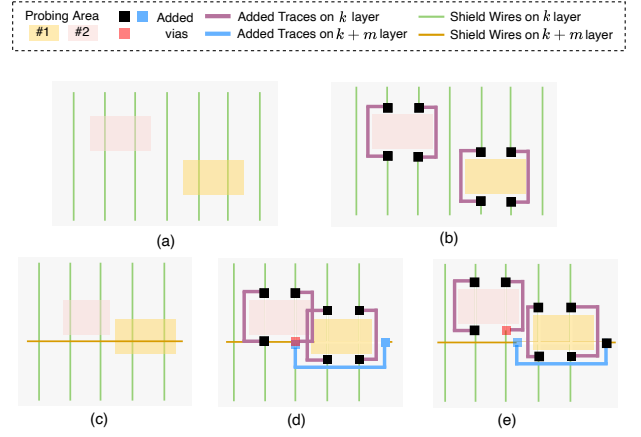 Probing Area
#1 #2
Added
vias
Added Traces on k layer
Added Traces on k + m layer
Shield Wires on k layer
Shield Wires on k + m layer
(a)
(b)
(c)
(d)
(e)